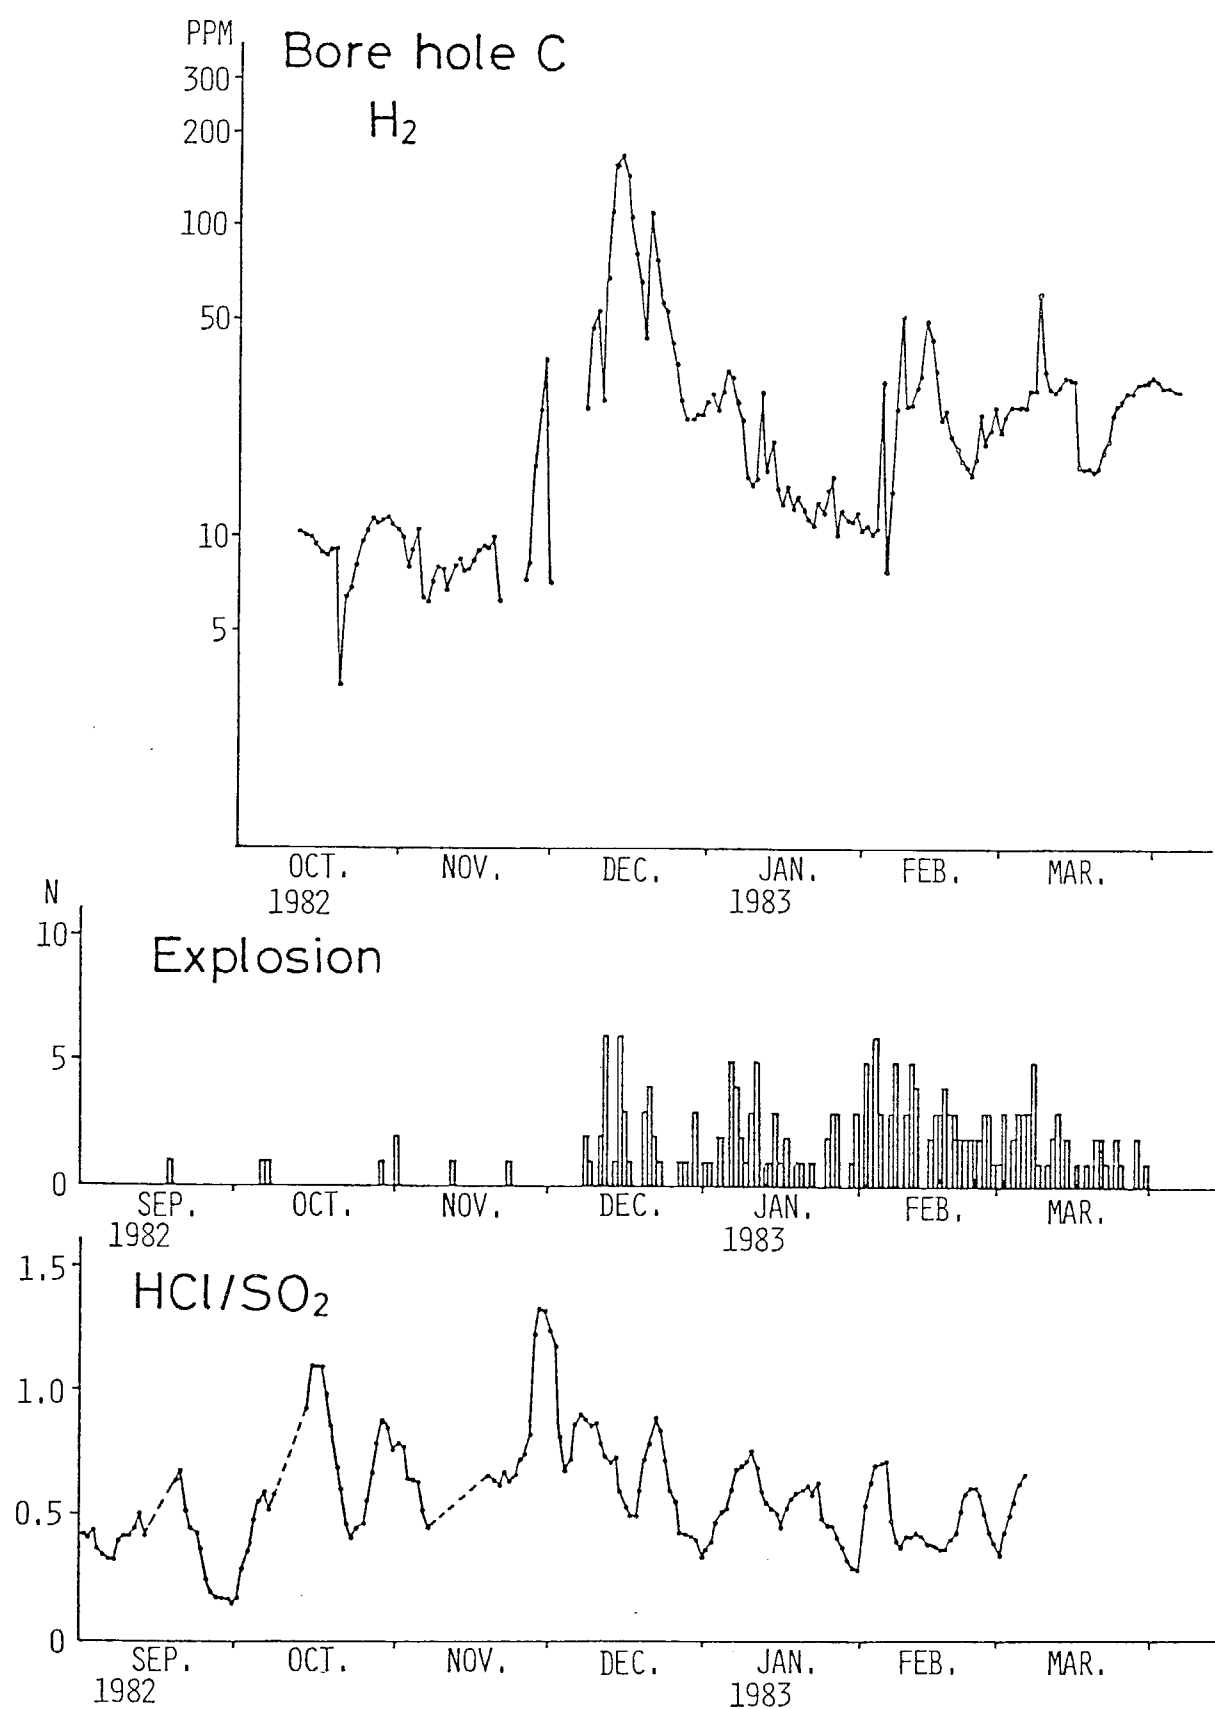 PPM
Bore hole C
H₂
300
200
100
50
10
5
OCT. NOV. DEC. JAN. FEB. MAR.
1982 1983
N
10
Explosion
5
0
SEP. OCT. NOV. DEC. JAN. FEB. MAR.
1982 1983
1.5
HCl/SO₂
1.0
0.5
0
SEP. OCT. NOV. DEC. JAN. FEB. MAR.
1982 1983